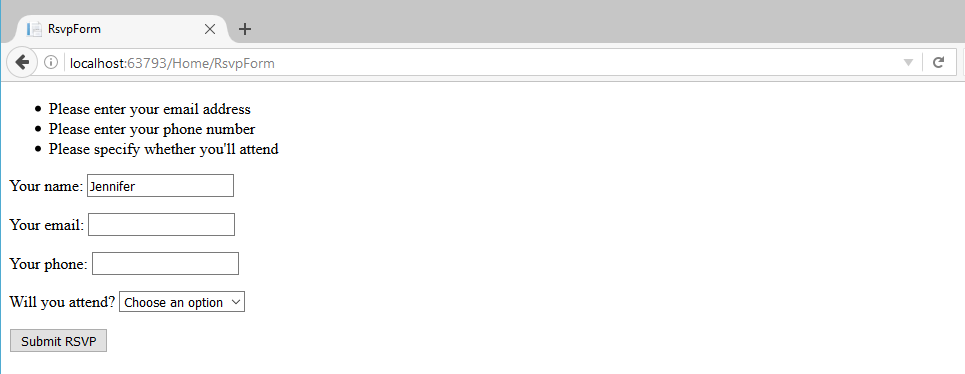 RsvpForm
localhost:63793/Home/RsvpForm
Please enter your email address
Please enter your phone number
Please specify whether you'll attend
Your name: Jennifer
Your email:
Your phone:
Will you attend? Choose an option
Submit RSVP